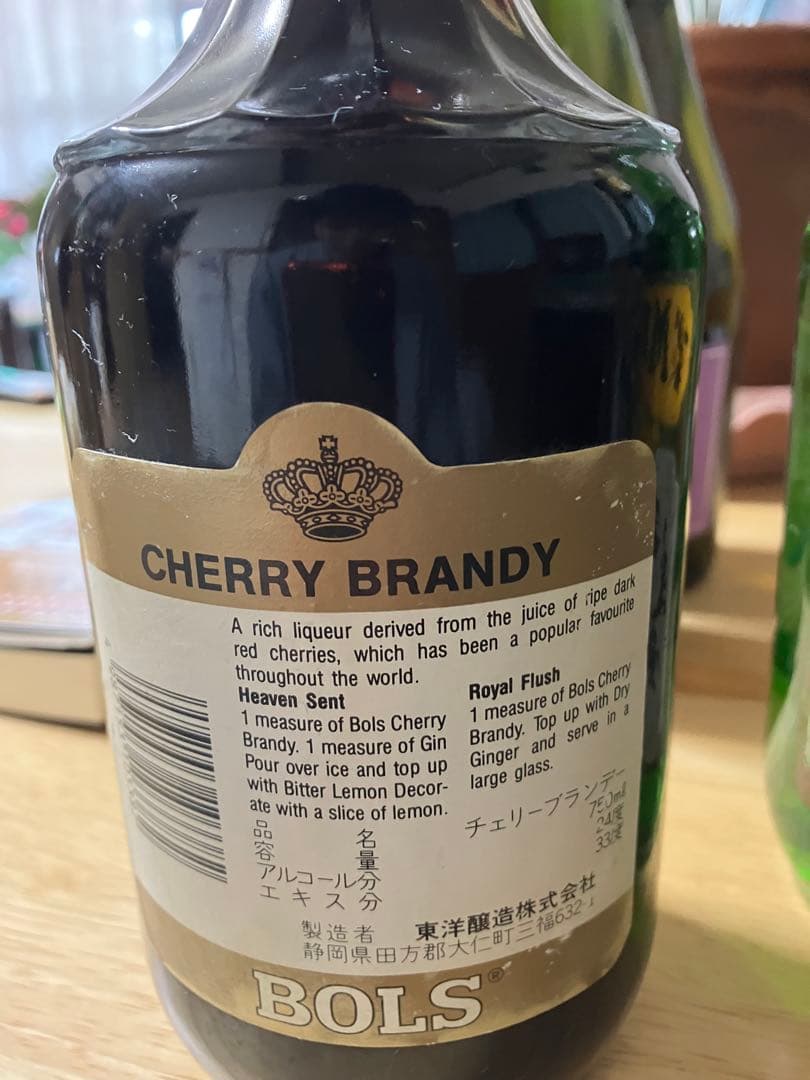 CHERRY BRANDY
A rich liqueur derived from the juice of ripe dark
red cherries, which has been a popular favourite
throughout the world.
Heaven Sent
1 measure of Bols Cherry
Brandy. 1 measure of Gin
Pour over ice and top up
with Bitter Lemon Decor-
ate with a slice of lemon.
Royal Flush
1 measure of Bols Cherry
Brandy. Top up with Dry
Ginger and serve in a
large glass.
品名 チェリーブランデー
容量 750ml
アルコール分 24度
エキス分 33度
製造者 東洋醸造株式会社
静岡県田方郡大仁町三福632-1
BOLS®